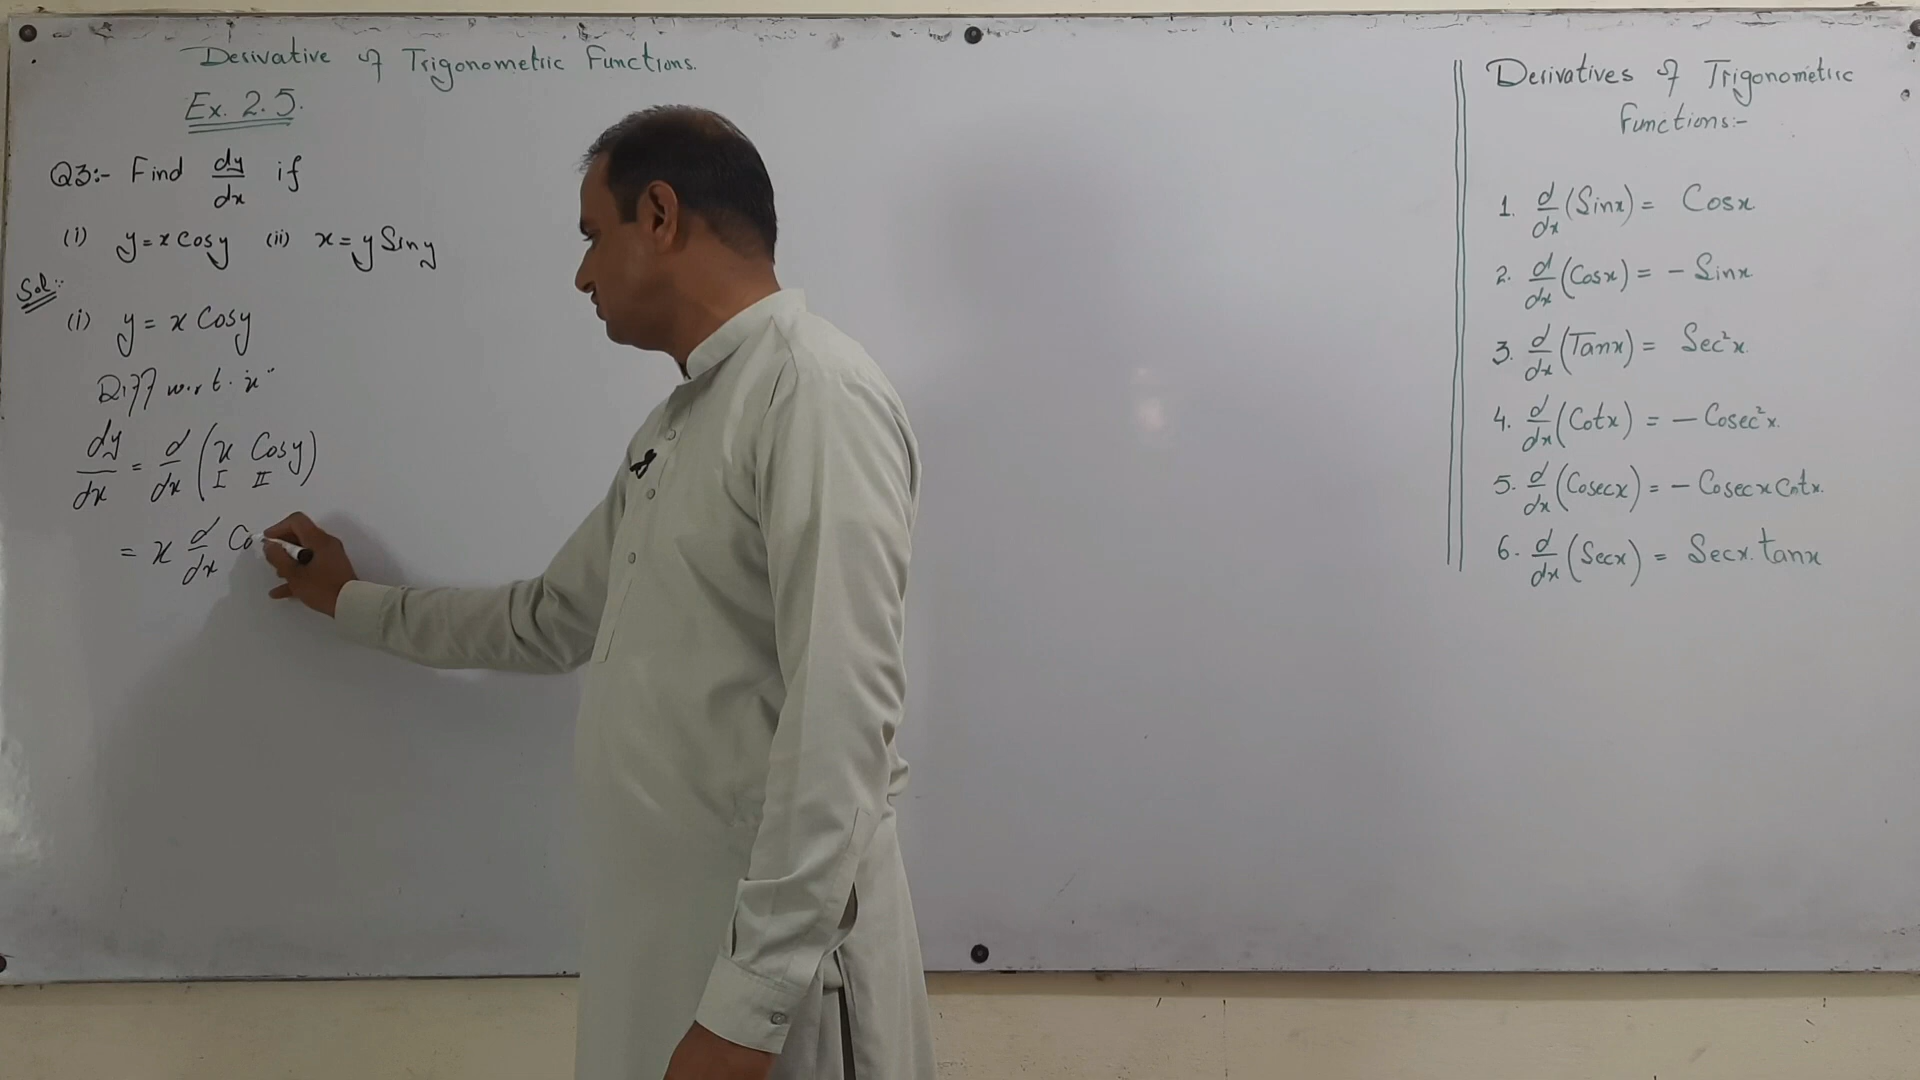 Derivative of Trigonometric Functions.
Ex. 2.5.
Q3:- Find dy/dx if
(i) y = x Cosy (ii) x = y Siny
Sol:-
(i) y = x Cosy
Diff w.r.t. "x"
dy/dx = d/dx (x Cosy)
I II
= x d/dx Co
Derivatives of Trigonometric
Functions:-
1. d/dx (Sinx) = Cosx
2. d/dx (Cosx) = - Sinx
3. d/dx (Tanx) = Sec²x.
4. d/dx (Cotx) = - Cosec²x.
5. d/dx (Cosecx) = - Cosecx Cotx.
6. d/dx (Secx) = Secx. tanx